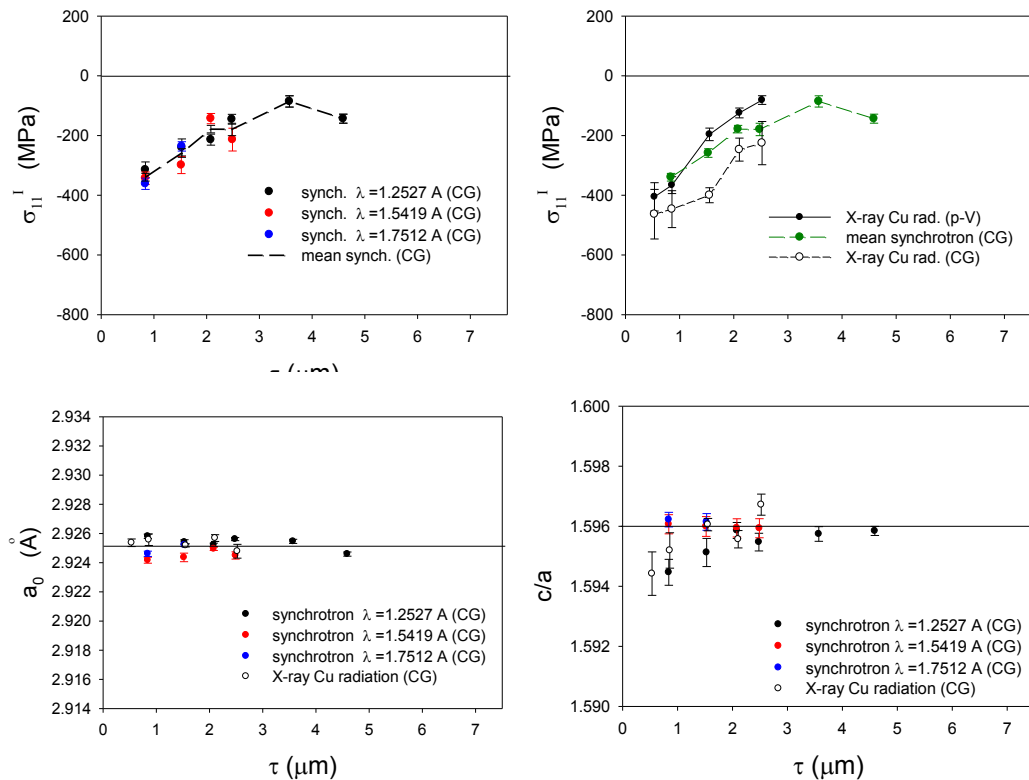 200
0
-200
-400
-600
-800
σ₁₁ᴵ (MPa)
synch. λ =1.2527 A (CG)
synch. λ =1.5419 A (CG)
synch. λ =1.7512 A (CG)
mean synch. (CG)
0 1 2 3 4 5 6 7
τ (μm)
200
0
-200
-400
-600
-800
σ₁₁ᴵ (MPa)
X-ray Cu rad. (p-V)
mean synchrotron (CG)
X-ray Cu rad. (CG)
0 1 2 3 4 5 6 7
2.934
2.932
2.930
2.928
2.926
2.924
2.922
2.920
2.918
2.916
2.914
a₀ (Å)
synchrotron λ =1.2527 A (CG)
synchrotron λ =1.5419 A (CG)
synchrotron λ =1.7512 A (CG)
X-ray Cu radiation (CG)
0 1 2 3 4 5 6 7
τ (μm)
1.600
1.598
1.596
1.594
1.592
1.590
c/a
synchrotron λ =1.2527 A (CG)
synchrotron λ =1.5419 A (CG)
synchrotron λ =1.7512 A (CG)
X-ray Cu radiation (CG)
0 1 2 3 4 5 6 7
τ (μm)